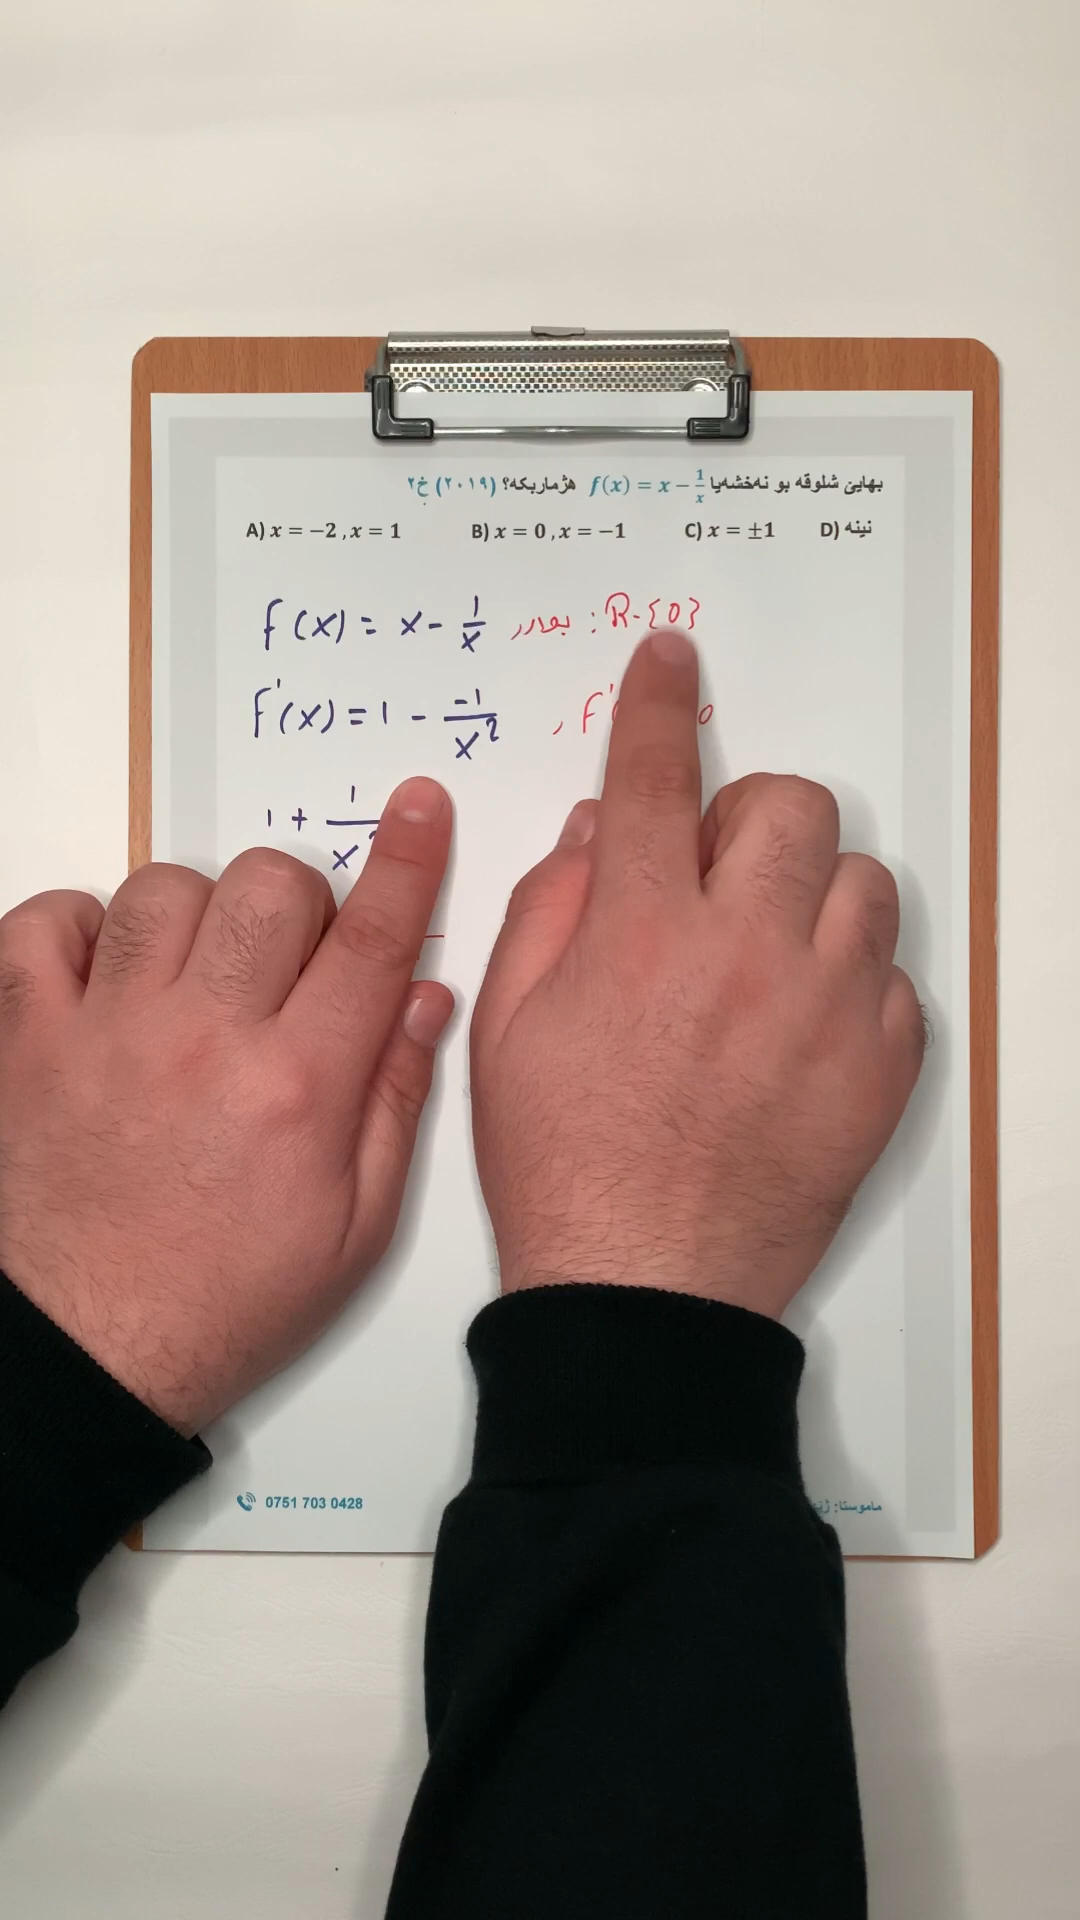 بهایێ شلوقە بو نەخشەیا f(x) = x − 1/x هژماربکە؟ (٢٠١٩) خ٢
A) x = −2 , x = 1 B) x = 0 , x = −1 C) x = ±1 D) نینە
f(x) = x − 1/x , بوار : R-{0}
f'(x) = 1 − −1/x² , f'
1 + 1/x
0751 703 0428
ماموستا: